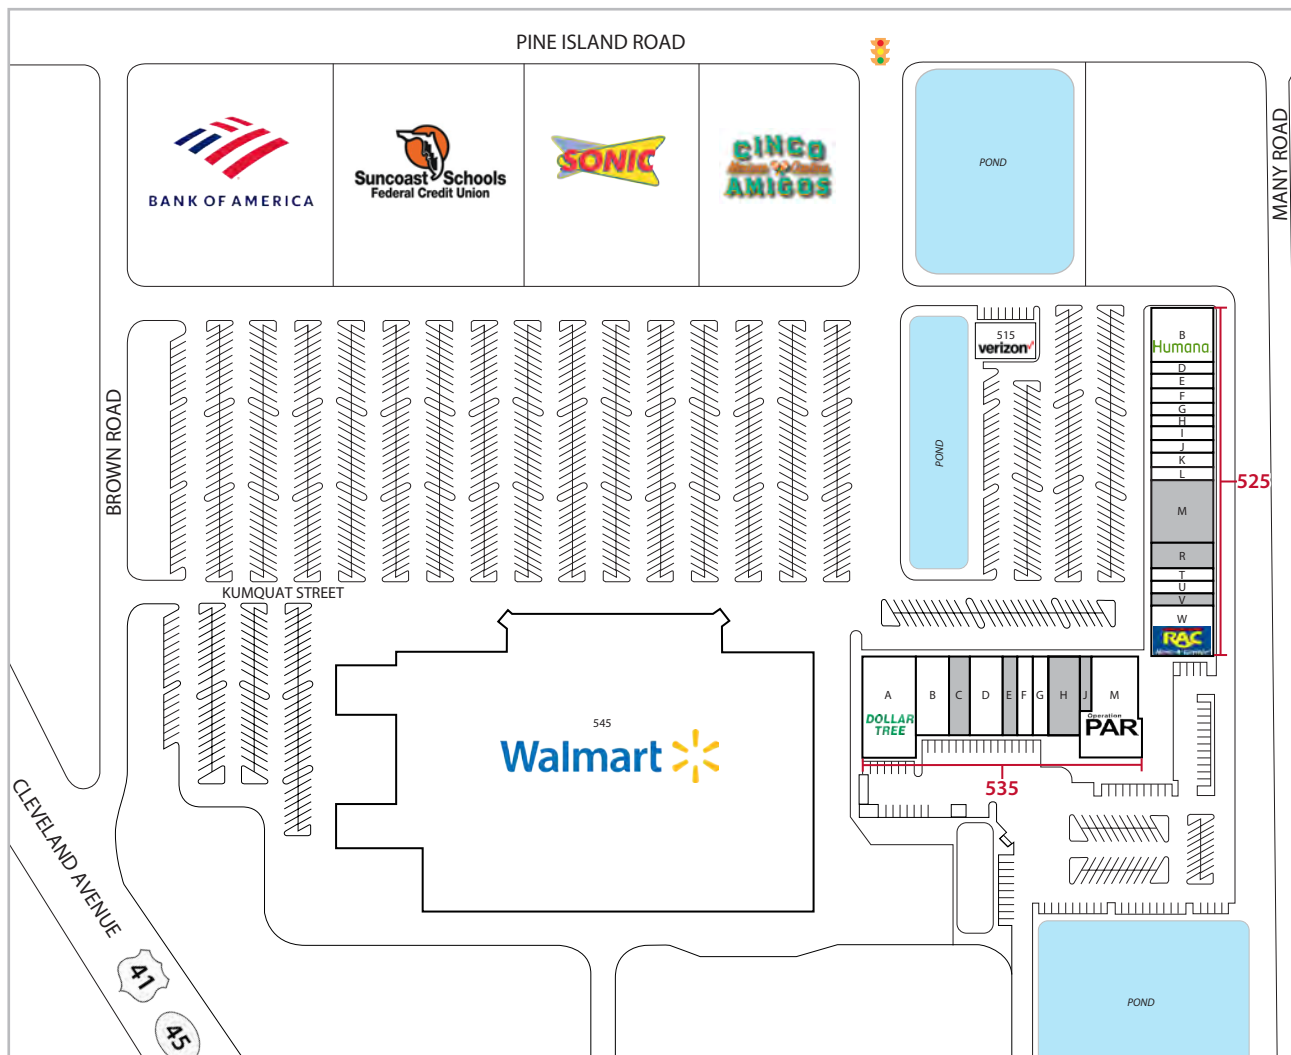 PINE ISLAND ROAD
BANK OF AMERICA
Suncoast Schools
Federal Credit Union
SONIC
CINCO
AMIGOS
POND
MANY ROAD
515
verizon
B
Humana
D
E
F
G
H
I
J
K
L
M
R
T
U
V
W
RAC
525
POND
BROWN ROAD
KUMQUAT STREET
545
Walmart
A
DOLLAR
TREE
B
C
D
E
F
G
H
J
M
Operation
PAR
535
CLEVELAND AVENUE
41
45
POND